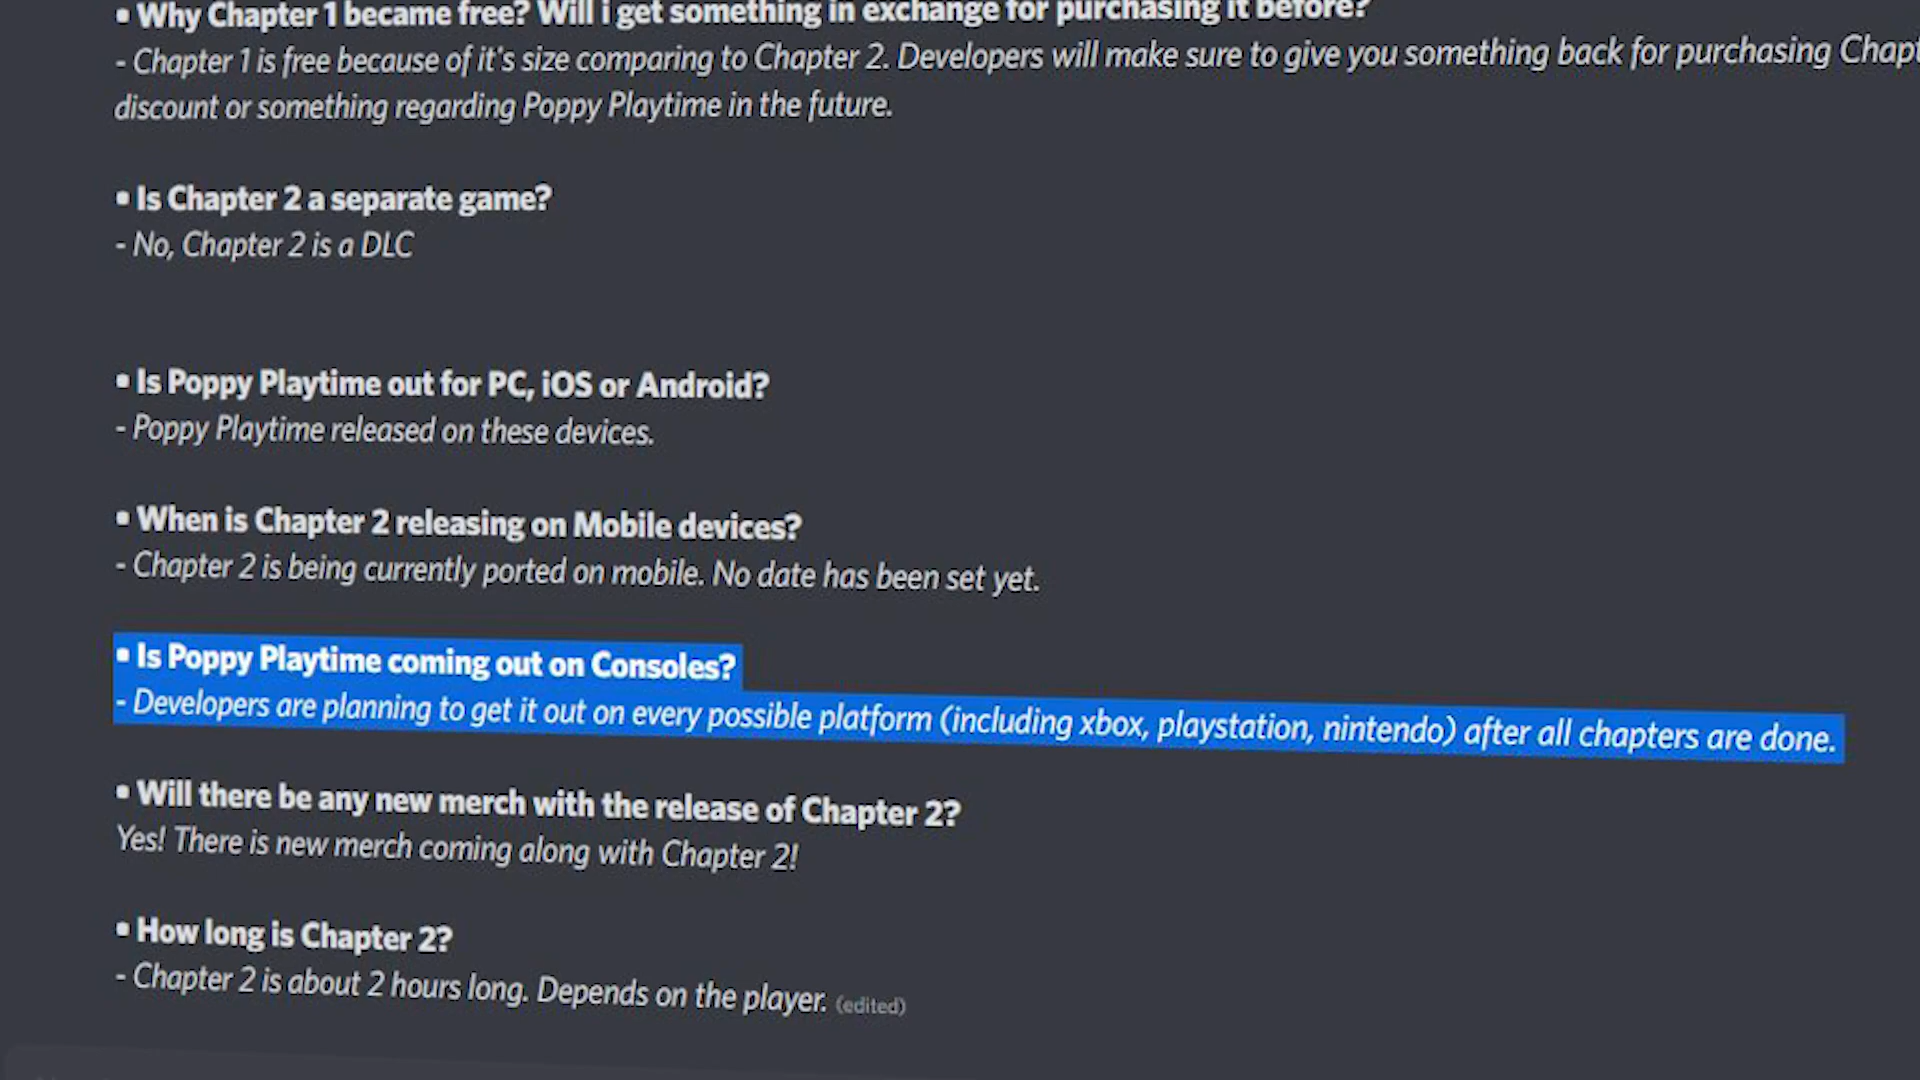 ▪ Why Chapter 1 became free? Will i get something in exchange for purchasing it before?
- Chapter 1 is free because of it's size comparing to Chapter 2. Developers will make sure to give you something back for purchasing
discount or something regarding Poppy Playtime in the future.
▪ Is Chapter 2 a separate game?
- No, Chapter 2 is a DLC
▪ Is Poppy Playtime out for PC, iOS or Android?
- Poppy Playtime released on these devices.
▪ When is Chapter 2 releasing on Mobile devices?
- Chapter 2 is being currently ported on mobile. No date has been set yet.
▪ Is Poppy Playtime coming out on Consoles?
- Developers are planning to get it out on every possible platform (including xbox, playstation, nintendo) after all chapters are done.
▪ Will there be any new merch with the release of Chapter 2?
Yes! There is new merch coming along with Chapter 2!
▪ How long is Chapter 2?
- Chapter 2 is about 2 hours long. Depends on the player. (edited)